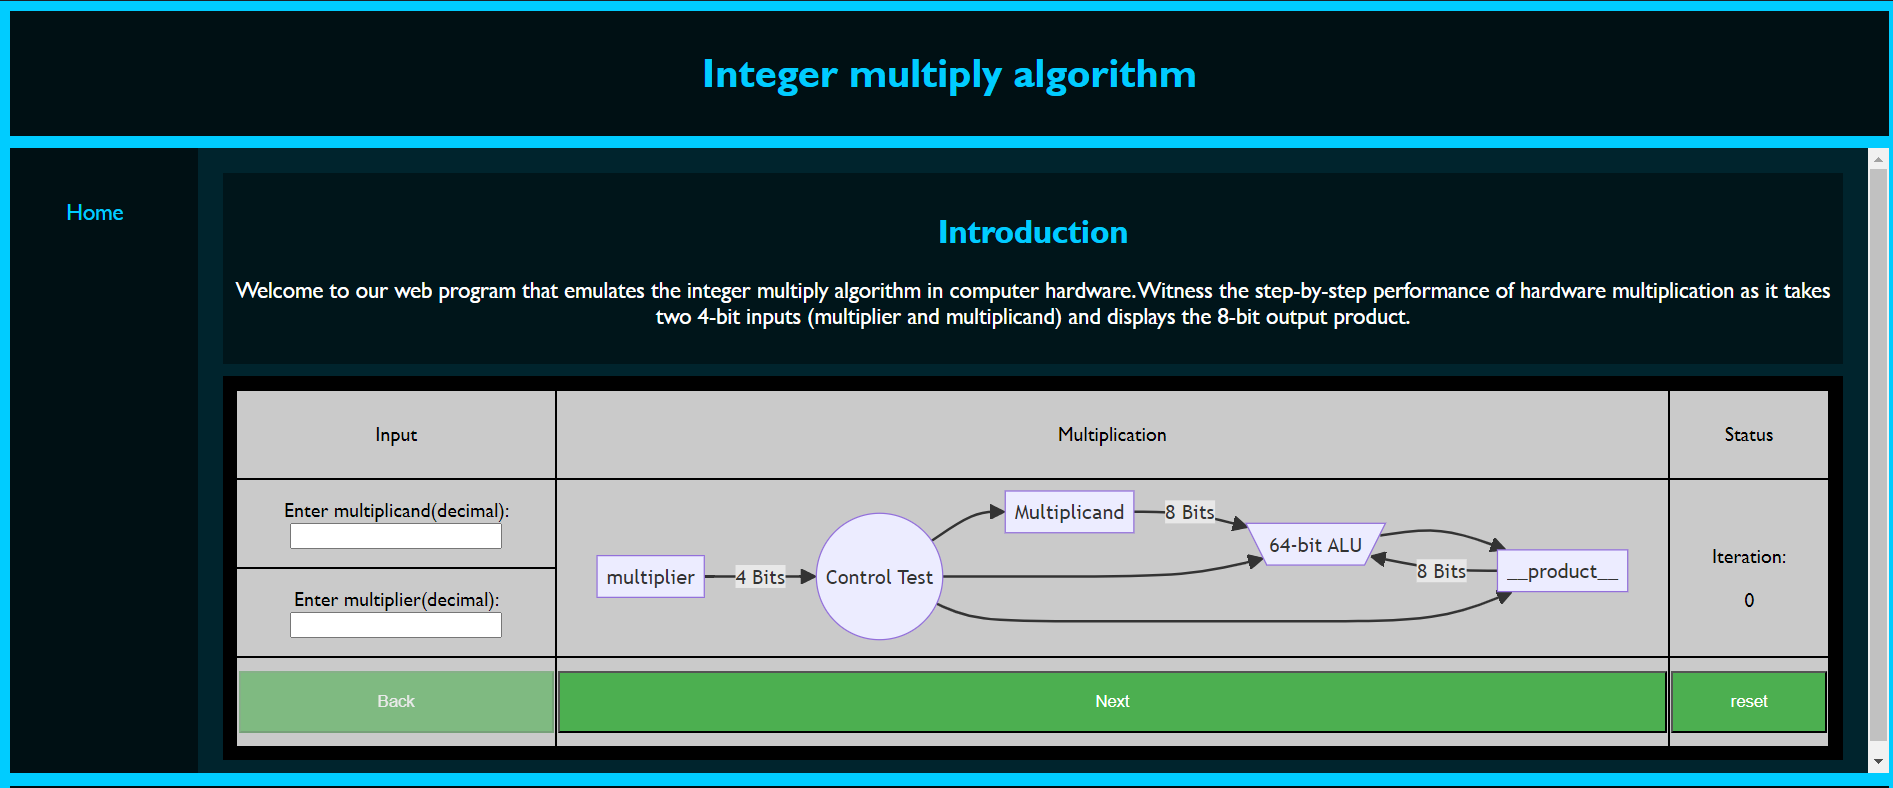 Integer multiply algorithm
Home
Introduction
Welcome to our web program that emulates the integer multiply algorithm in computer hardware.Witness the step-by-step performance of hardware multiplication as it takes
two 4-bit inputs (multiplier and multiplicand) and displays the 8-bit output product.
Input
Multiplication
Status
Enter multiplicand(decimal):
Enter multiplier(decimal):
multiplier
4 Bits
Control Test
Multiplicand
8 Bits
64-bit ALU
8 Bits
__product__
Iteration:
0
Back
Next
reset